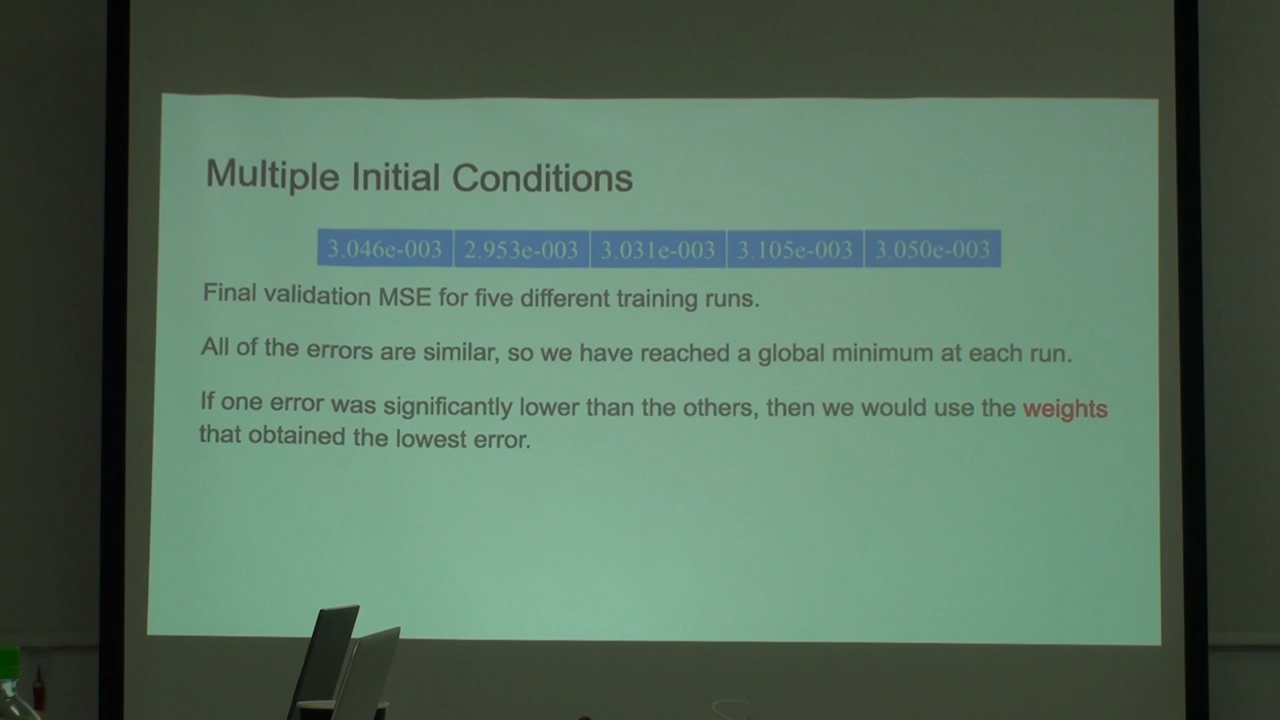 Multiple Initial Conditions
3.046e-003 2.953e-003 3.031e-003 3.105e-003 3.050e-003
Final validation MSE for five different training runs.
All of the errors are similar, so we have reached a global minimum at each run.
If one error was significantly lower than the others, then we would use the weights
that obtained the lowest error.